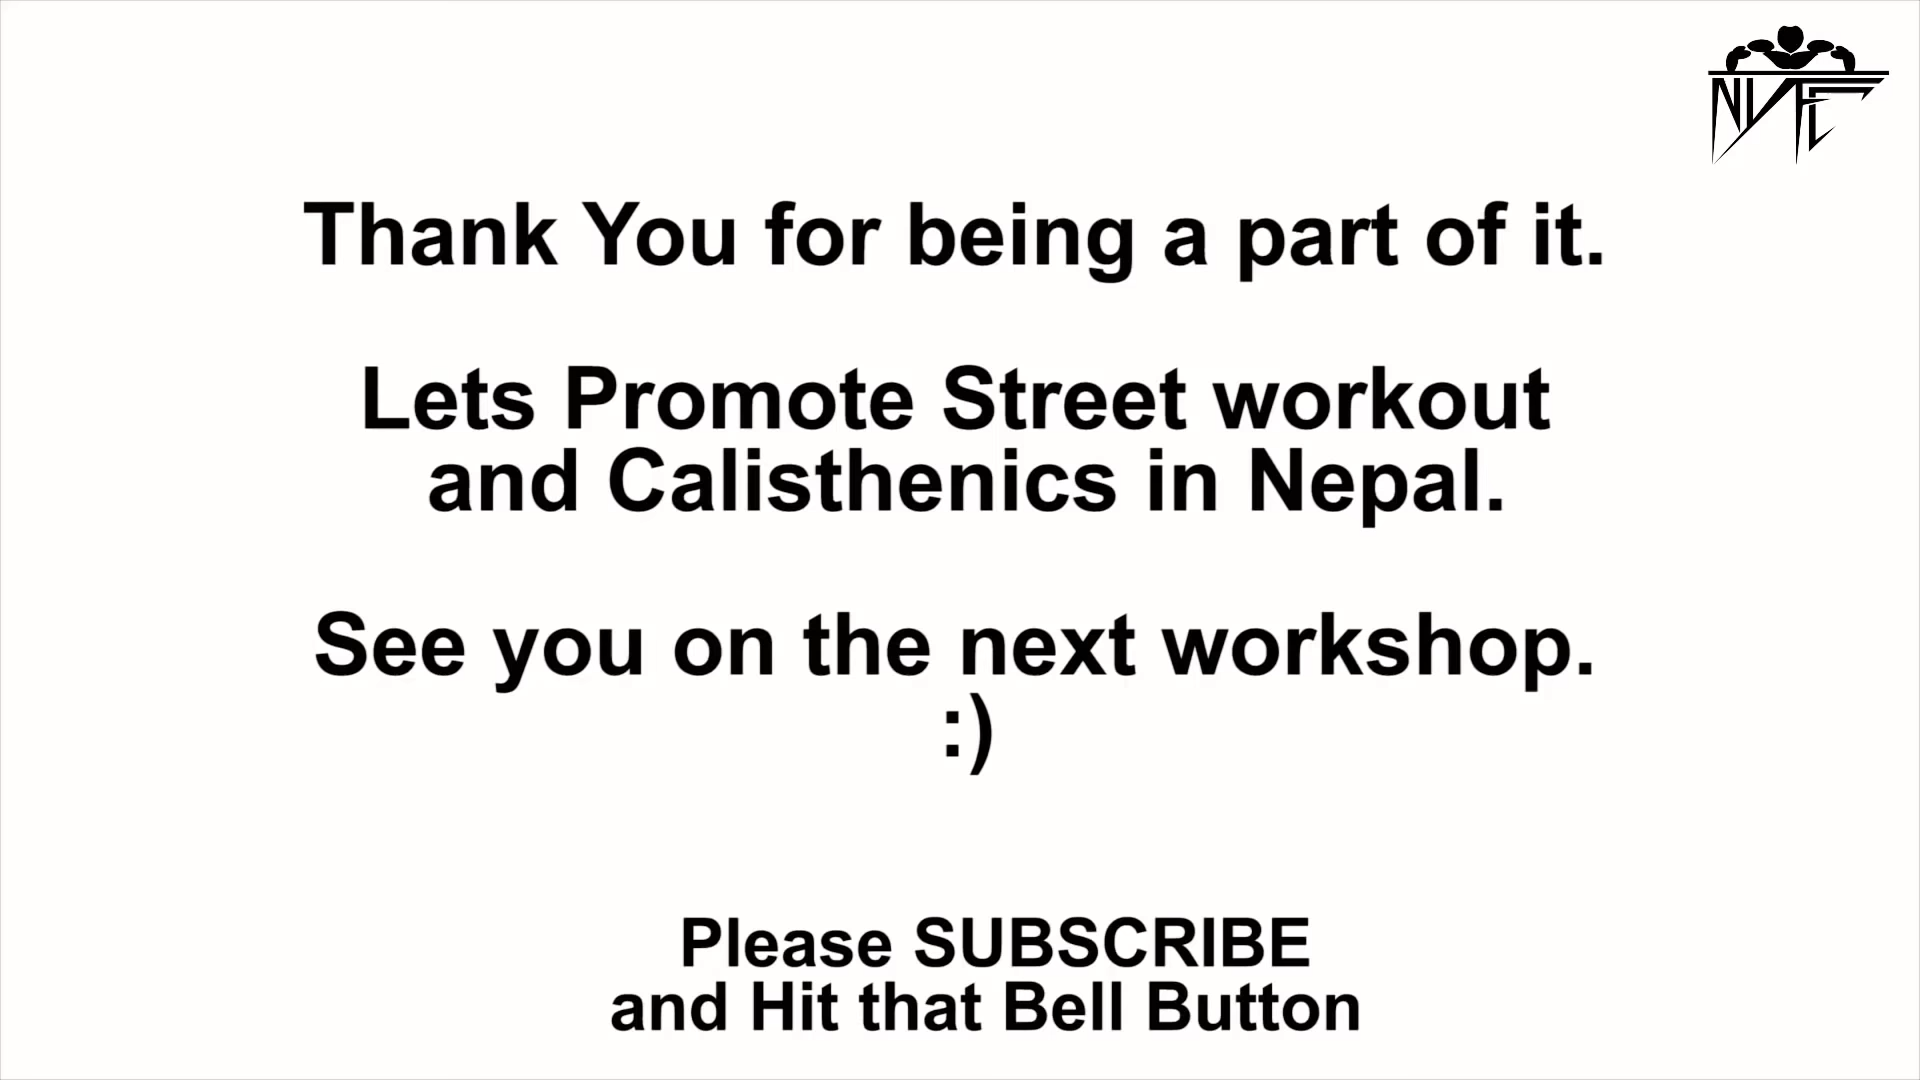 Thank You for being a part of it.
Lets Promote Street workout
and Calisthenics in Nepal.
See you on the next workshop.
:)
Please SUBSCRIBE
and Hit that Bell Button